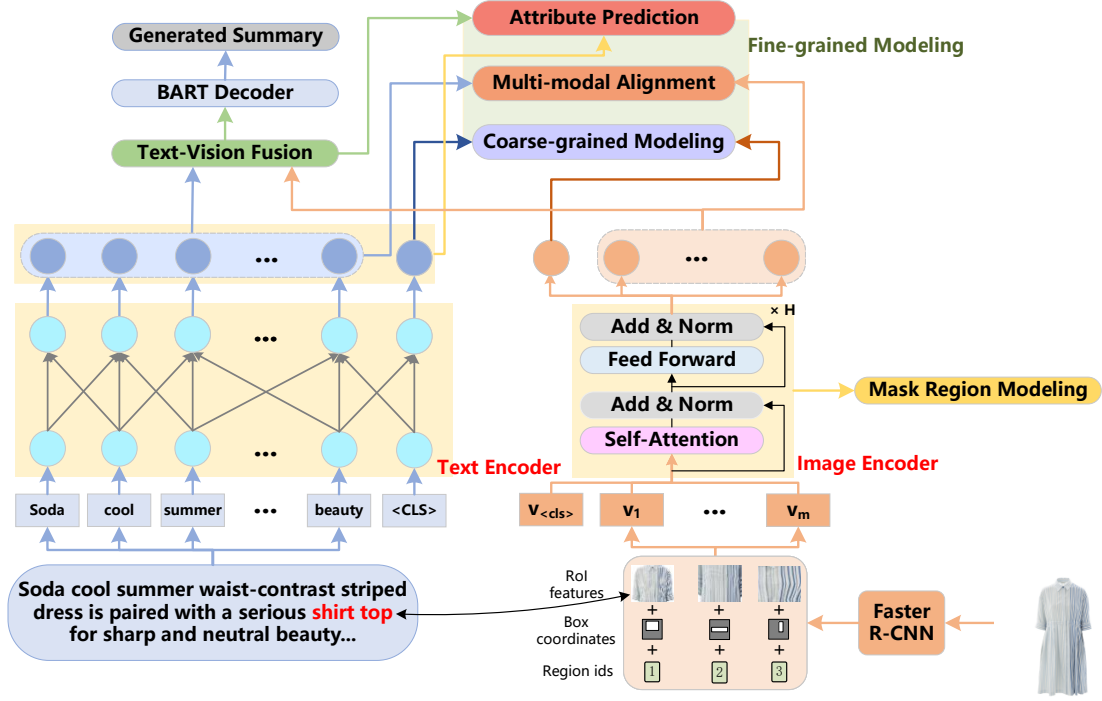 Attribute Prediction
Generated Summary
Fine-grained Modeling
BART Decoder
Multi-modal Alignment
Text-Vision Fusion
Coarse-grained Modeling
...
...
× H
Add & Norm
Feed Forward
...
Mask Region Modeling
Add & Norm
Self-Attention
...
Text Encoder
Image Encoder
Soda
cool
summer
...
beauty
<CLS>
v<cls>
v1
...
vm
Soda cool summer waist-contrast striped
dress is paired with a serious shirt top
for sharp and neutral beauty...
RoI
features
+ + +
Box
coordinates
+ + +
Region ids
1
2
3
Faster
R-CNN